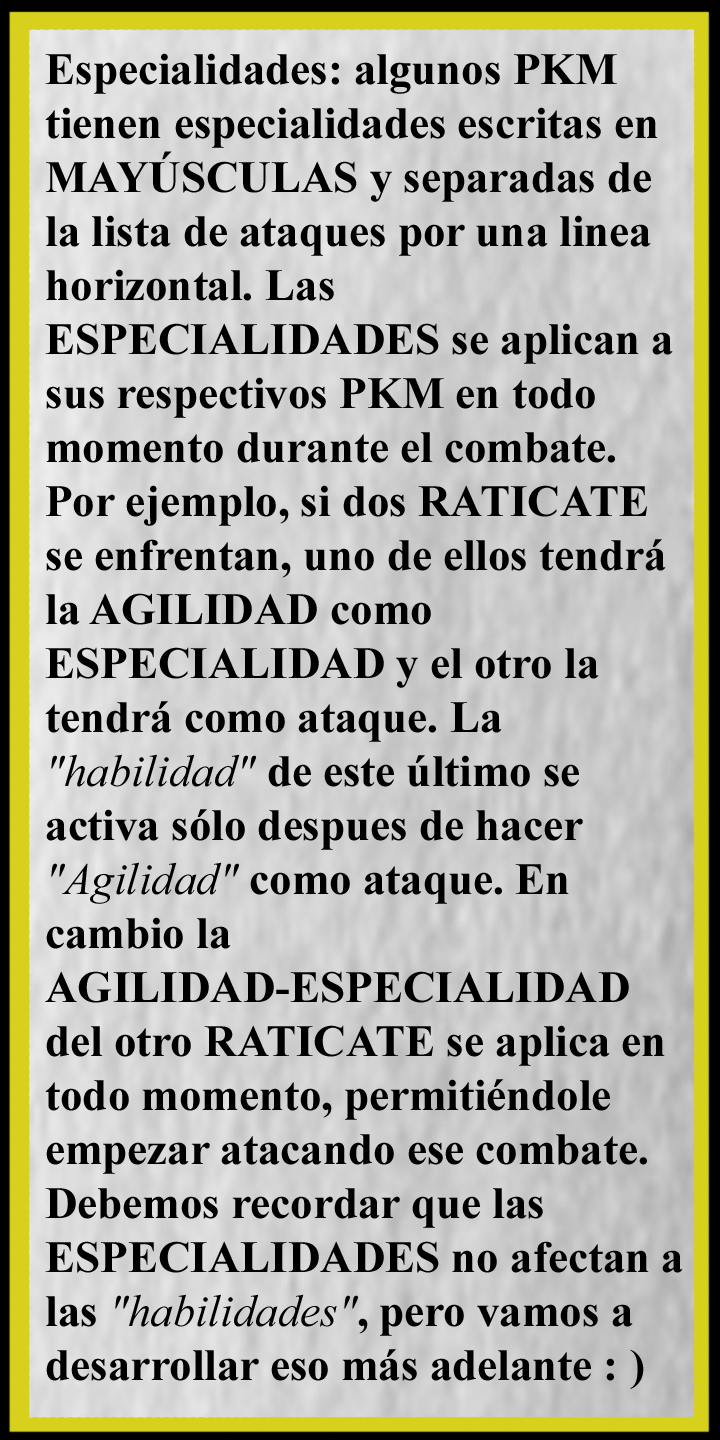 Especialidades: algunos PKM
tienen especialidades escritas en
MAYÚSCULAS y separadas de
la lista de ataques por una linea
horizontal. Las
ESPECIALIDADES se aplican a
sus respectivos PKM en todo
momento durante el combate.
Por ejemplo, si dos RATICATE
se enfrentan, uno de ellos tendrá
la AGILIDAD como
ESPECIALIDAD y el otro la
tendrá como ataque. La
"habilidad" de este último se
activa sólo despues de hacer
"Agilidad" como ataque. En
cambio la
AGILIDAD-ESPECIALIDAD
del otro RATICATE se aplica en
todo momento, permitiéndole
empezar atacando ese combate.
Debemos recordar que las
ESPECIALIDADES no afectan a
las "habilidades", pero vamos a
desarrollar eso más adelante : )